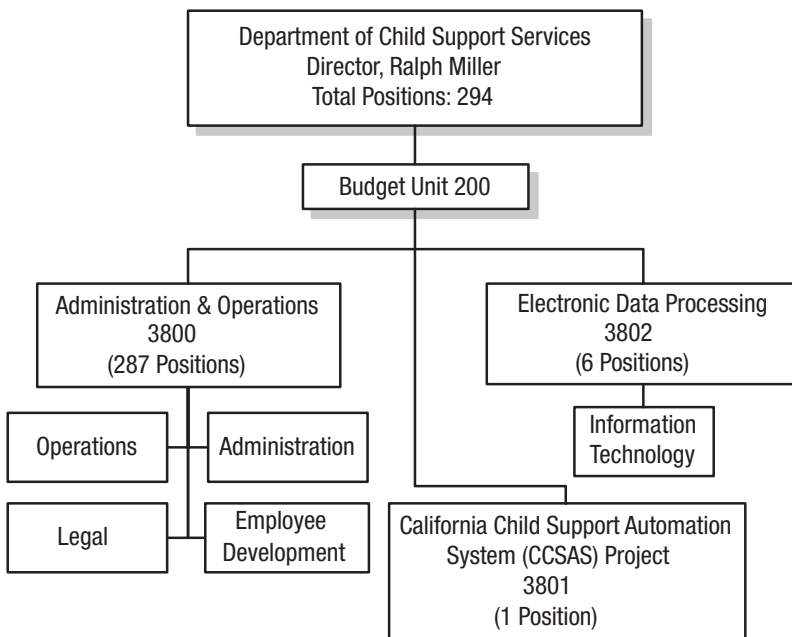 Department of Child Support Services
Director, Ralph Miller
Total Positions: 294
Budget Unit 200
Administration & Operations
3800
(287 Positions)
Electronic Data Processing
3802
(6 Positions)
Operations
Administration
Information
Technology
Legal
Employee
Development
California Child Support Automation
System (CCSAS) Project
3801
(1 Position)